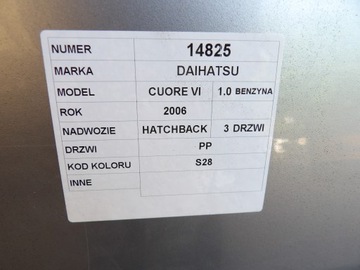 NUMER 14825
MARKA DAIHATSU
MODEL CUORE VI 1.0 BENZYNA
ROK 2006
NADWOZIE HATCHBACK 3 DRZWI
DRZWI PP
KOD KOLORU S28
INNE